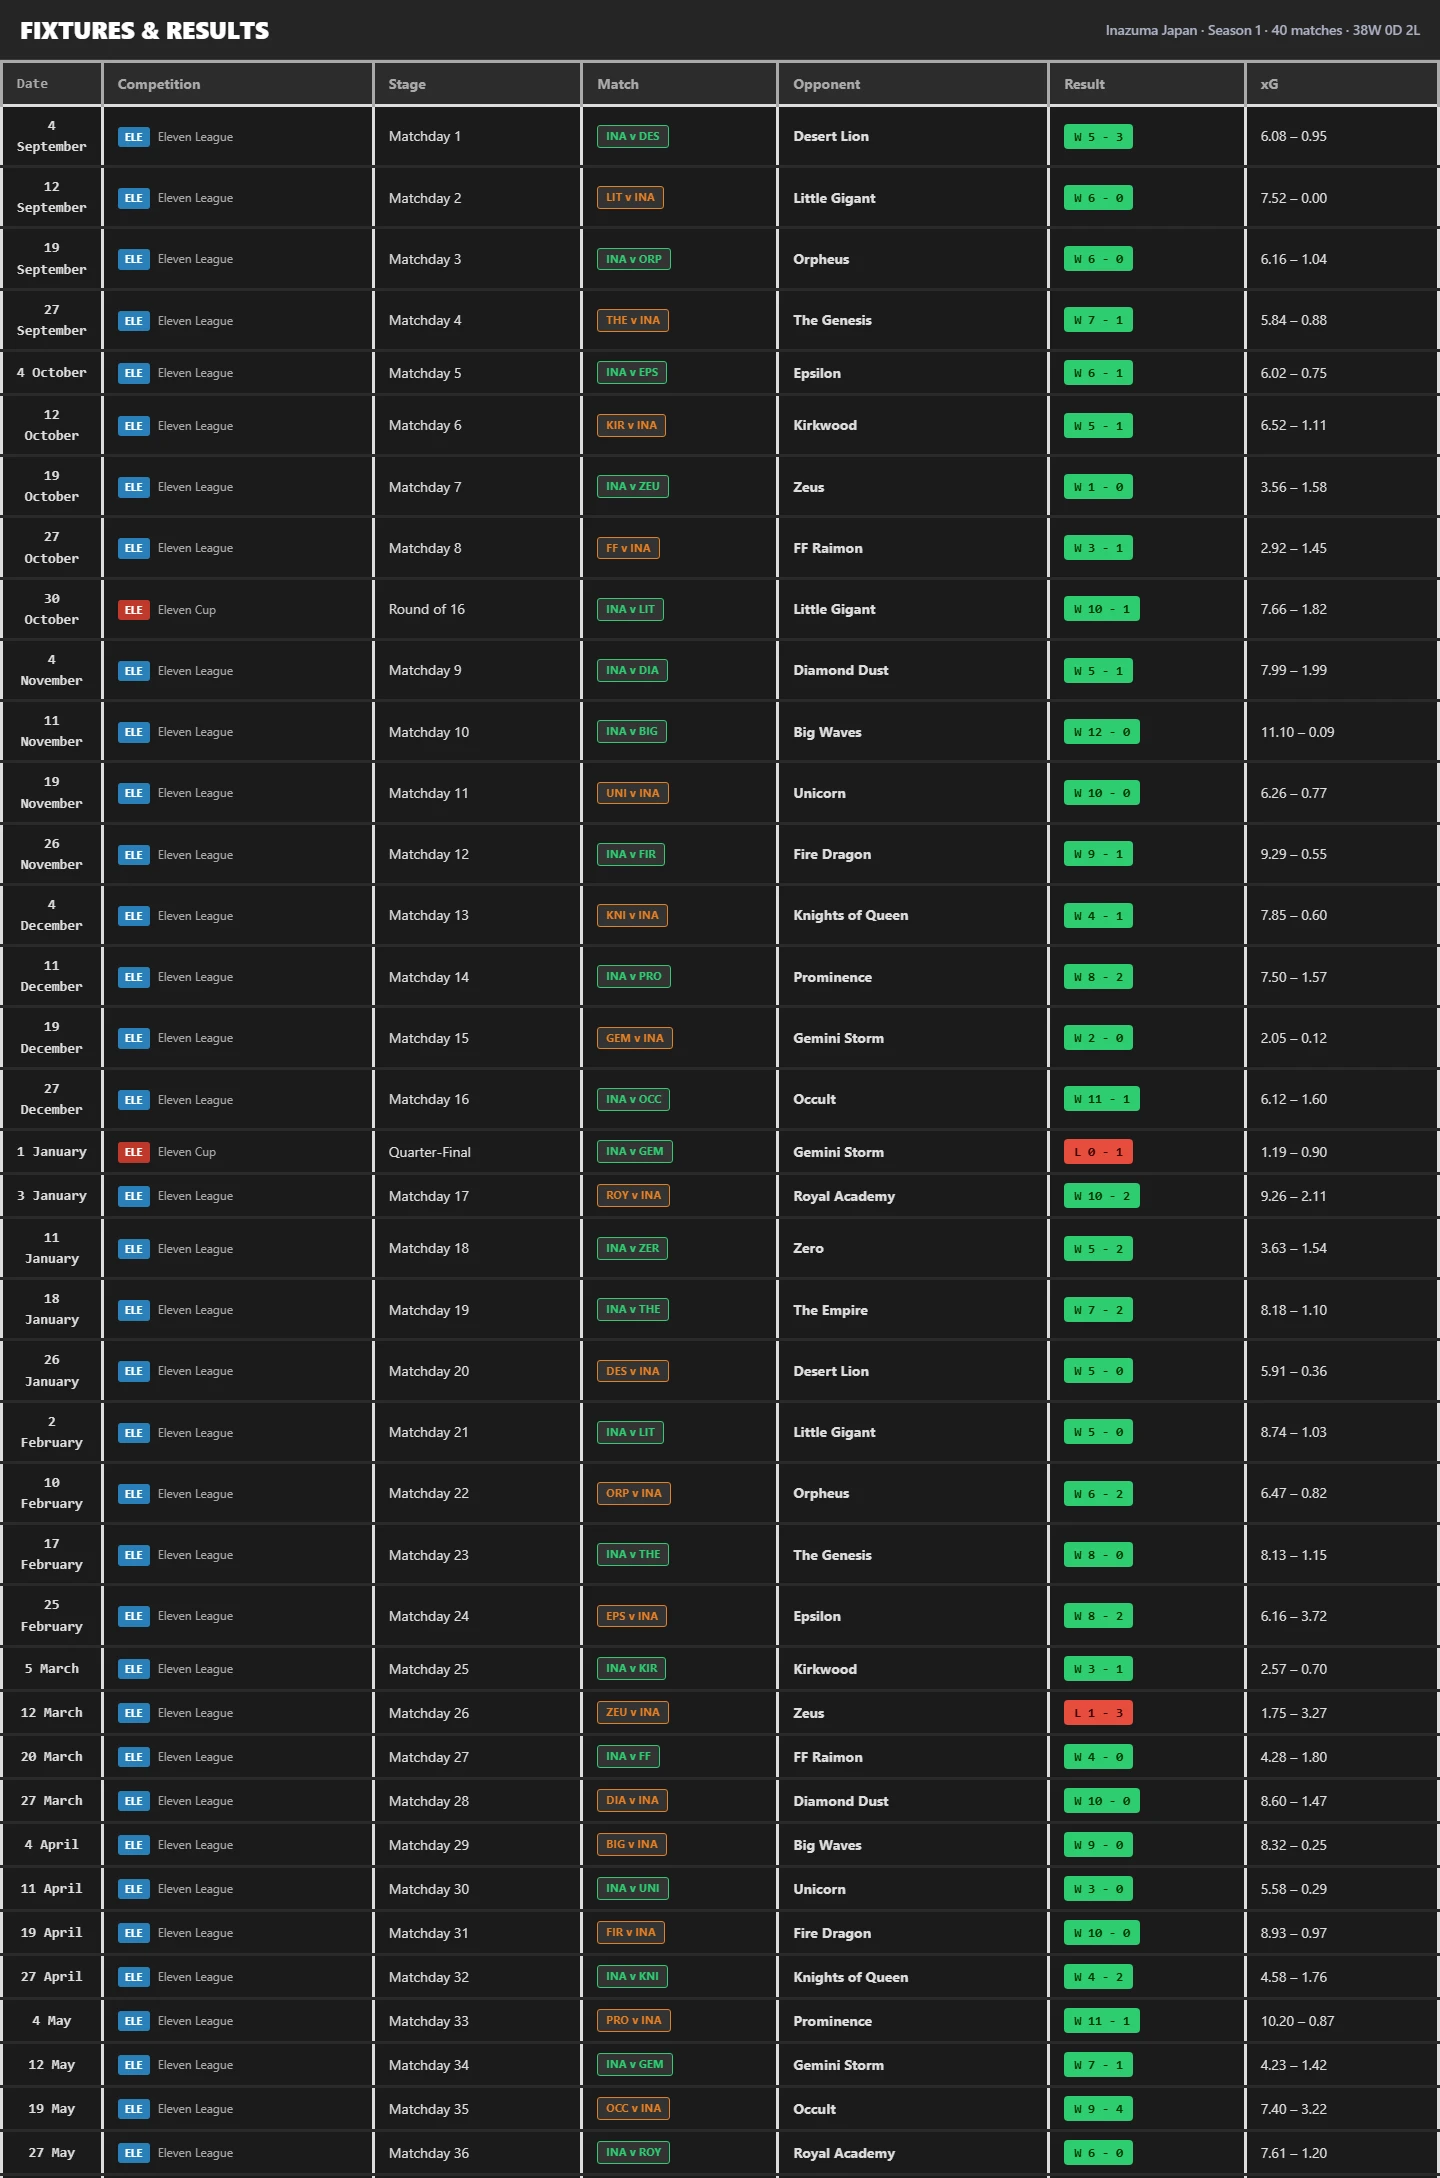 FIXTURES & RESULTS
Inazuma Japan · Season 1 · 40 matches · 38W 0D 2L
Date Competition Stage Match Opponent Result xG
4 September ELE Eleven League Matchday 1 INA v DES Desert Lion W 5 - 3 6.08 – 0.95
12 September ELE Eleven League Matchday 2 LIT v INA Little Gigant W 6 - 0 7.52 – 0.00
19 September ELE Eleven League Matchday 3 INA v ORP Orpheus W 6 - 0 6.16 – 1.04
27 September ELE Eleven League Matchday 4 THE v INA The Genesis W 7 - 1 5.84 – 0.88
4 October ELE Eleven League Matchday 5 INA v EPS Epsilon W 6 - 1 6.02 – 0.75
12 October ELE Eleven League Matchday 6 KIR v INA Kirkwood W 5 - 1 6.52 – 1.11
19 October ELE Eleven League Matchday 7 INA v ZEU Zeus W 1 - 0 3.56 – 1.58
27 October ELE Eleven League Matchday 8 FF v INA FF Raimon W 3 - 1 2.92 – 1.45
30 October ELE Eleven Cup Round of 16 INA v LIT Little Gigant W 10 - 1 7.66 – 1.82
4 November ELE Eleven League Matchday 9 INA v DIA Diamond Dust W 5 - 1 7.99 – 1.99
11 November ELE Eleven League Matchday 10 INA v BIG Big Waves W 12 - 0 11.10 – 0.09
19 November ELE Eleven League Matchday 11 UNI v INA Unicorn W 10 - 0 6.26 – 0.77
26 November ELE Eleven League Matchday 12 INA v FIR Fire Dragon W 9 - 1 9.29 – 0.55
4 December ELE Eleven League Matchday 13 KNI v INA Knights of Queen W 4 - 1 7.85 – 0.60
11 December ELE Eleven League Matchday 14 INA v PRO Prominence W 8 - 2 7.50 – 1.57
19 December ELE Eleven League Matchday 15 GEM v INA Gemini Storm W 2 - 0 2.05 – 0.12
27 December ELE Eleven League Matchday 16 INA v OCC Occult W 11 - 1 6.12 – 1.60
1 January ELE Eleven Cup Quarter-Final INA v GEM Gemini Storm L 0 - 1 1.19 – 0.90
3 January ELE Eleven League Matchday 17 ROY v INA Royal Academy W 10 - 2 9.26 – 2.11
11 January ELE Eleven League Matchday 18 INA v ZER Zero W 5 - 2 3.63 – 1.54
18 January ELE Eleven League Matchday 19 INA v THE The Empire W 7 - 2 8.18 – 1.10
26 January ELE Eleven League Matchday 20 DES v INA Desert Lion W 5 - 0 5.91 – 0.36
2 February ELE Eleven League Matchday 21 INA v LIT Little Gigant W 5 - 0 8.74 – 1.03
10 February ELE Eleven League Matchday 22 ORP v INA Orpheus W 6 - 2 6.47 – 0.82
17 February ELE Eleven League Matchday 23 INA v THE The Genesis W 8 - 0 8.13 – 1.15
25 February ELE Eleven League Matchday 24 EPS v INA Epsilon W 8 - 2 6.16 – 3.72
5 March ELE Eleven League Matchday 25 INA v KIR Kirkwood W 3 - 1 2.57 – 0.70
12 March ELE Eleven League Matchday 26 ZEU v INA Zeus L 1 - 3 1.75 – 3.27
20 March ELE Eleven League Matchday 27 INA v FF FF Raimon W 4 - 0 4.28 – 1.80
27 March ELE Eleven League Matchday 28 DIA v INA Diamond Dust W 10 - 0 8.60 – 1.47
4 April ELE Eleven League Matchday 29 BIG v INA Big Waves W 9 - 0 8.32 – 0.25
11 April ELE Eleven League Matchday 30 INA v UNI Unicorn W 3 - 0 5.58 – 0.29
19 April ELE Eleven League Matchday 31 FIR v INA Fire Dragon W 10 - 0 8.93 – 0.97
27 April ELE Eleven League Matchday 32 INA v KNI Knights of Queen W 4 - 2 4.58 – 1.76
4 May ELE Eleven League Matchday 33 PRO v INA Prominence W 11 - 1 10.20 – 0.87
12 May ELE Eleven League Matchday 34 INA v GEM Gemini Storm W 7 - 1 4.23 – 1.42
19 May ELE Eleven League Matchday 35 OCC v INA Occult W 9 - 4 7.40 – 3.22
27 May ELE Eleven League Matchday 36 INA v ROY Royal Academy W 6 - 0 7.61 – 1.20